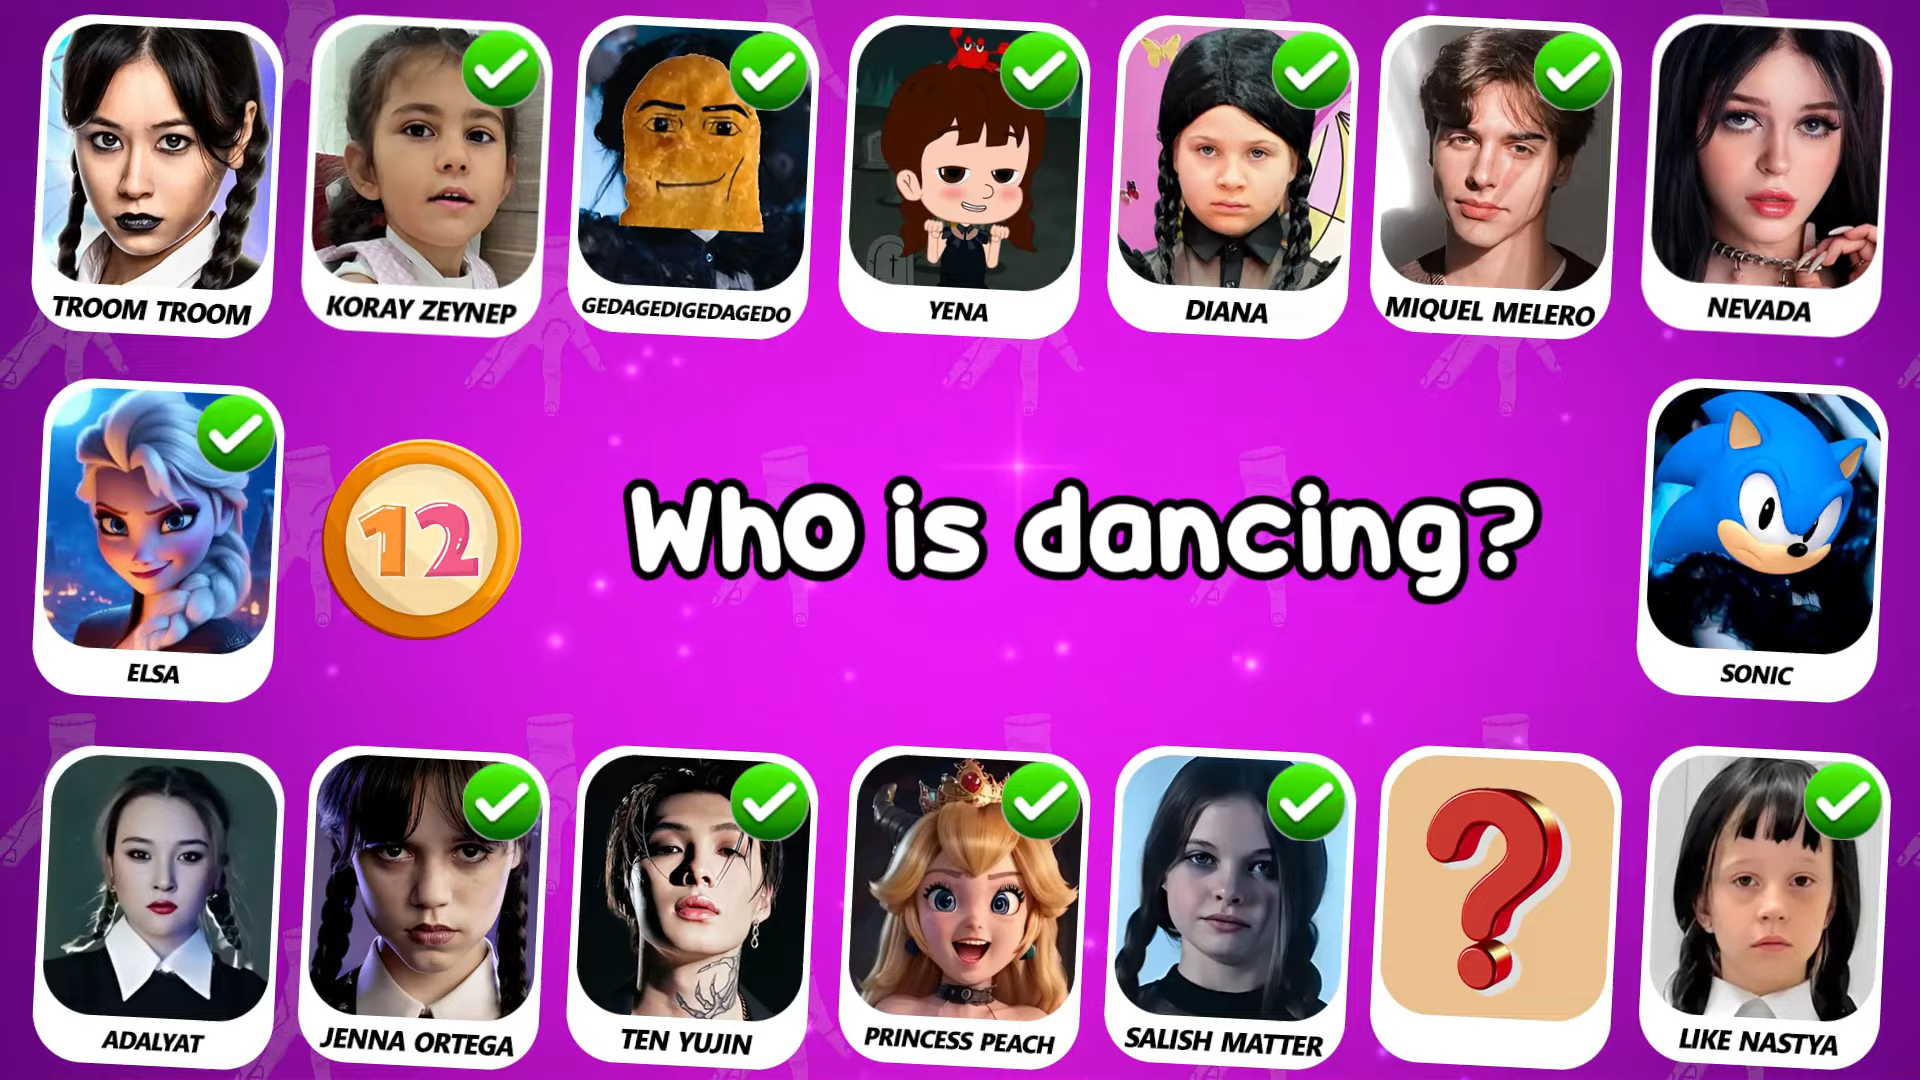 TROOM TROOM
KORAY ZEYNEP
GEDAGEDIGEDAGEDO
YENA
DIANA
MIQUEL MELERO
NEVADA
ELSA
12
Who is dancing?
SONIC
ADALYAT
JENNA ORTEGA
TEN YUJIN
PRINCESS PEACH
SALISH MATTER
?
LIKE NASTYA